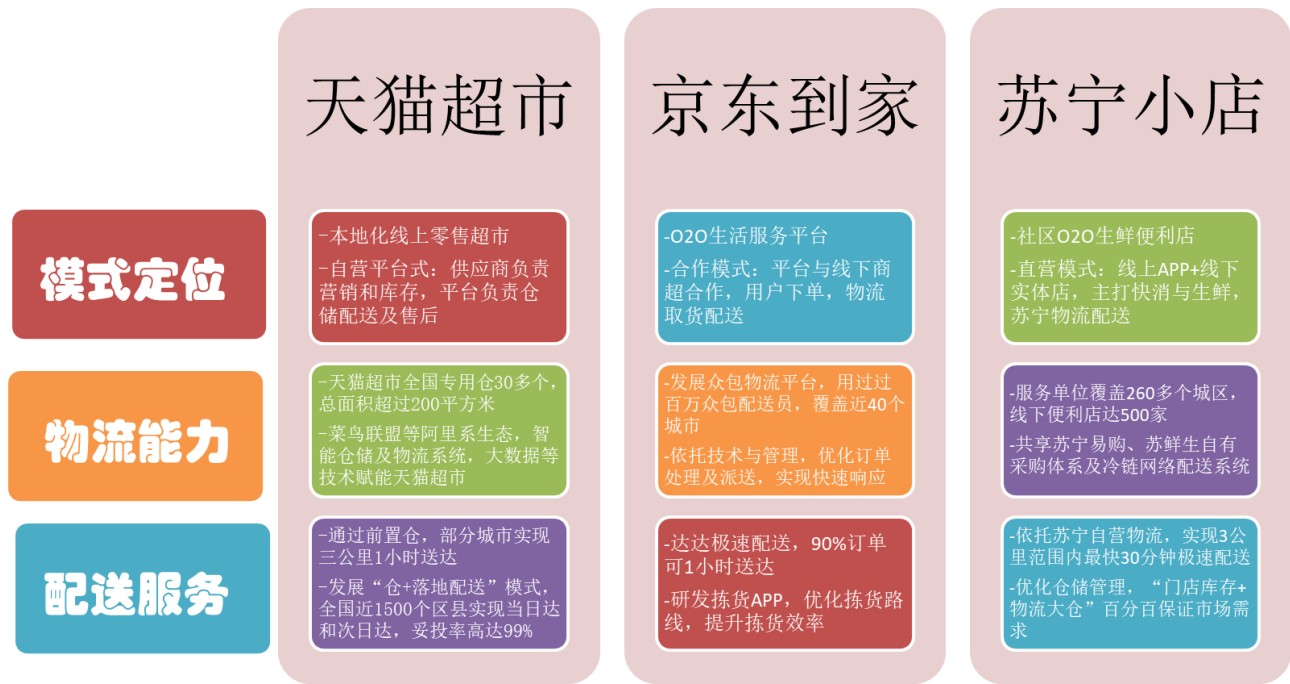 天猫超市
京东到家
苏宁小店
模式定位
-本地化线上零售超市
-自营平台式：供应商负责
营销和库存，平台负责仓
储配送及售后
-O2O生活服务平台
-合作模式：平台与线下商
超合作，用户下单，物流
取货配送
-社区O2O生鲜便利店
-直营模式：线上APP+线下
实体店，主打快消与生鲜，
苏宁物流配送
物流能力
-天猫超市全国专用仓30多个，
总面积超过200平方米
-菜鸟联盟等阿里系生态，智
能仓储及物流系统，大数据等
技术赋能天猫超市
-发展众包物流平台，用过过
百万众包配送员，覆盖近40个
城市
-依托技术与管理，优化订单
处理及派送，实现快速响应
-服务单位覆盖260多个城区，
线下便利店达500家
-共享苏宁易购、苏鲜生自有
采购体系及冷链网络配送系统
配送服务
-通过前置仓，部分城市实现
三公里1小时送达
-发展“仓+落地配送”模式，
全国近1500个区县实现当日达
和次日达，妥投率高达99%
-达达极速配送，90%订单
可1小时送达
-研发拣货APP，优化拣货路
线，提升拣货效率
-依托苏宁自营物流，实现3公
里范围内最快30分钟极速配送
-优化仓储管理，“门店库存+
物流大仓”百分百保证市场需
求